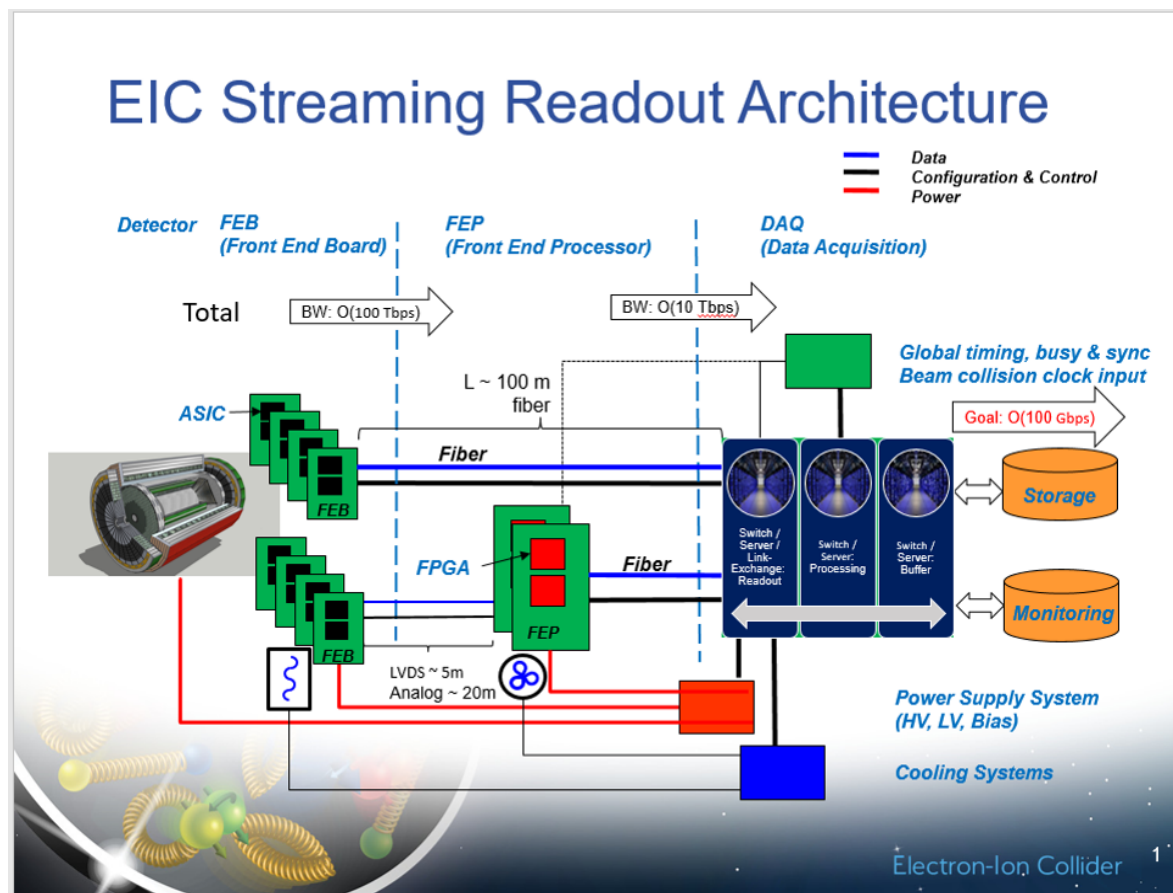 EIC Streaming Readout Architecture
Data
Configuration & Control
Power
Detector
FEB
(Front End Board)
FEP
(Front End Processor)
DAQ
(Data Acquisition)
Total
BW: O(100 Tbps)
BW: O(10 Tbps)
Global timing, busy & sync
Beam collision clock input
L ~ 100 m
fiber
ASIC
Goal: O(100 Gbps)
Fiber
FEB
Storage
Switch /
Server /
Link-
Exchange:
Readout
Switch /
Server:
Processing
Switch /
Server:
Buffer
FPGA
Fiber
Monitoring
FEP
FEB
LVDS ~ 5m
Analog ~ 20m
Power Supply System
(HV, LV, Bias)
Cooling Systems
Electron-Ion Collider
1